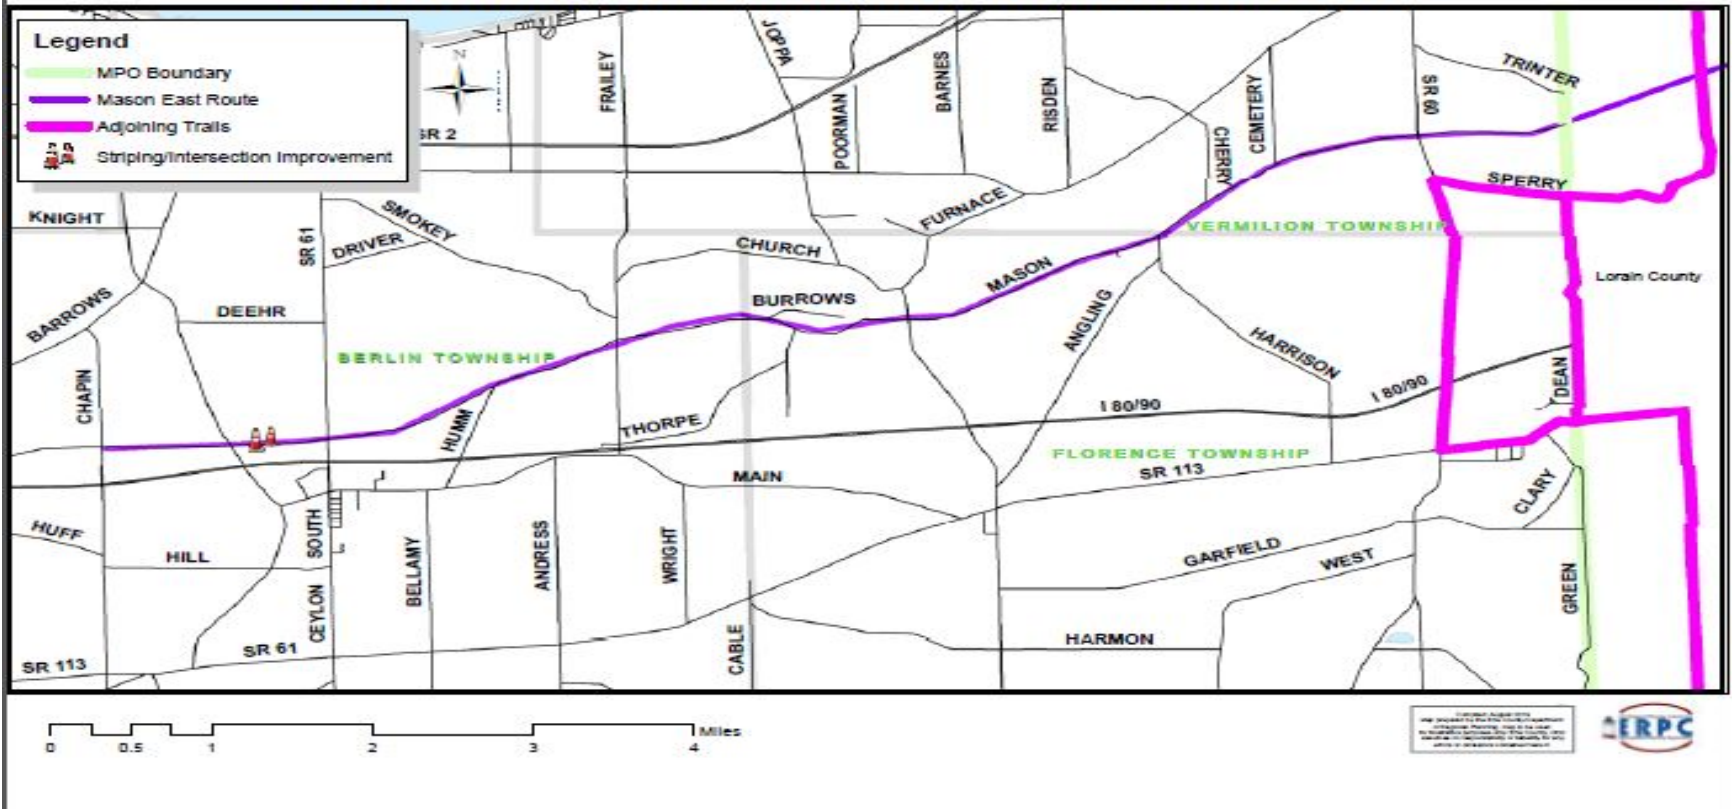 Legend
MPO Boundary
Mason East Route
Adjoining Trails
Striping/Intersection Improvement
N
SR 2
FRAILEY
JOPPA
POORMAN
BARNES
RISDEN
CHERRY
CEMETERY
SR 60
TRINTER
SPERRY
KNIGHT
SR 61
SMOKEY
DRIVER
CHURCH
FURNACE
VERMILION TOWNSHIP
BARROWS
DEEHR
BURROWS
MASON
ANGLING
HARRISON
Lorain County
BERLIN TOWNSHIP
CHAPIN
HUMM
THORPE
I 80/90
I 80/90
DEAN
FLORENCE TOWNSHIP
SR 113
MAIN
CLARY
HUFF
HILL
SOUTH
BELLAMY
ANDRESS
WRIGHT
GARFIELD
WEST
GREEN
CEYLON
CABLE
HARMON
SR 61
SR 113
0 0.5 1 2 3 4 Miles
ERPC